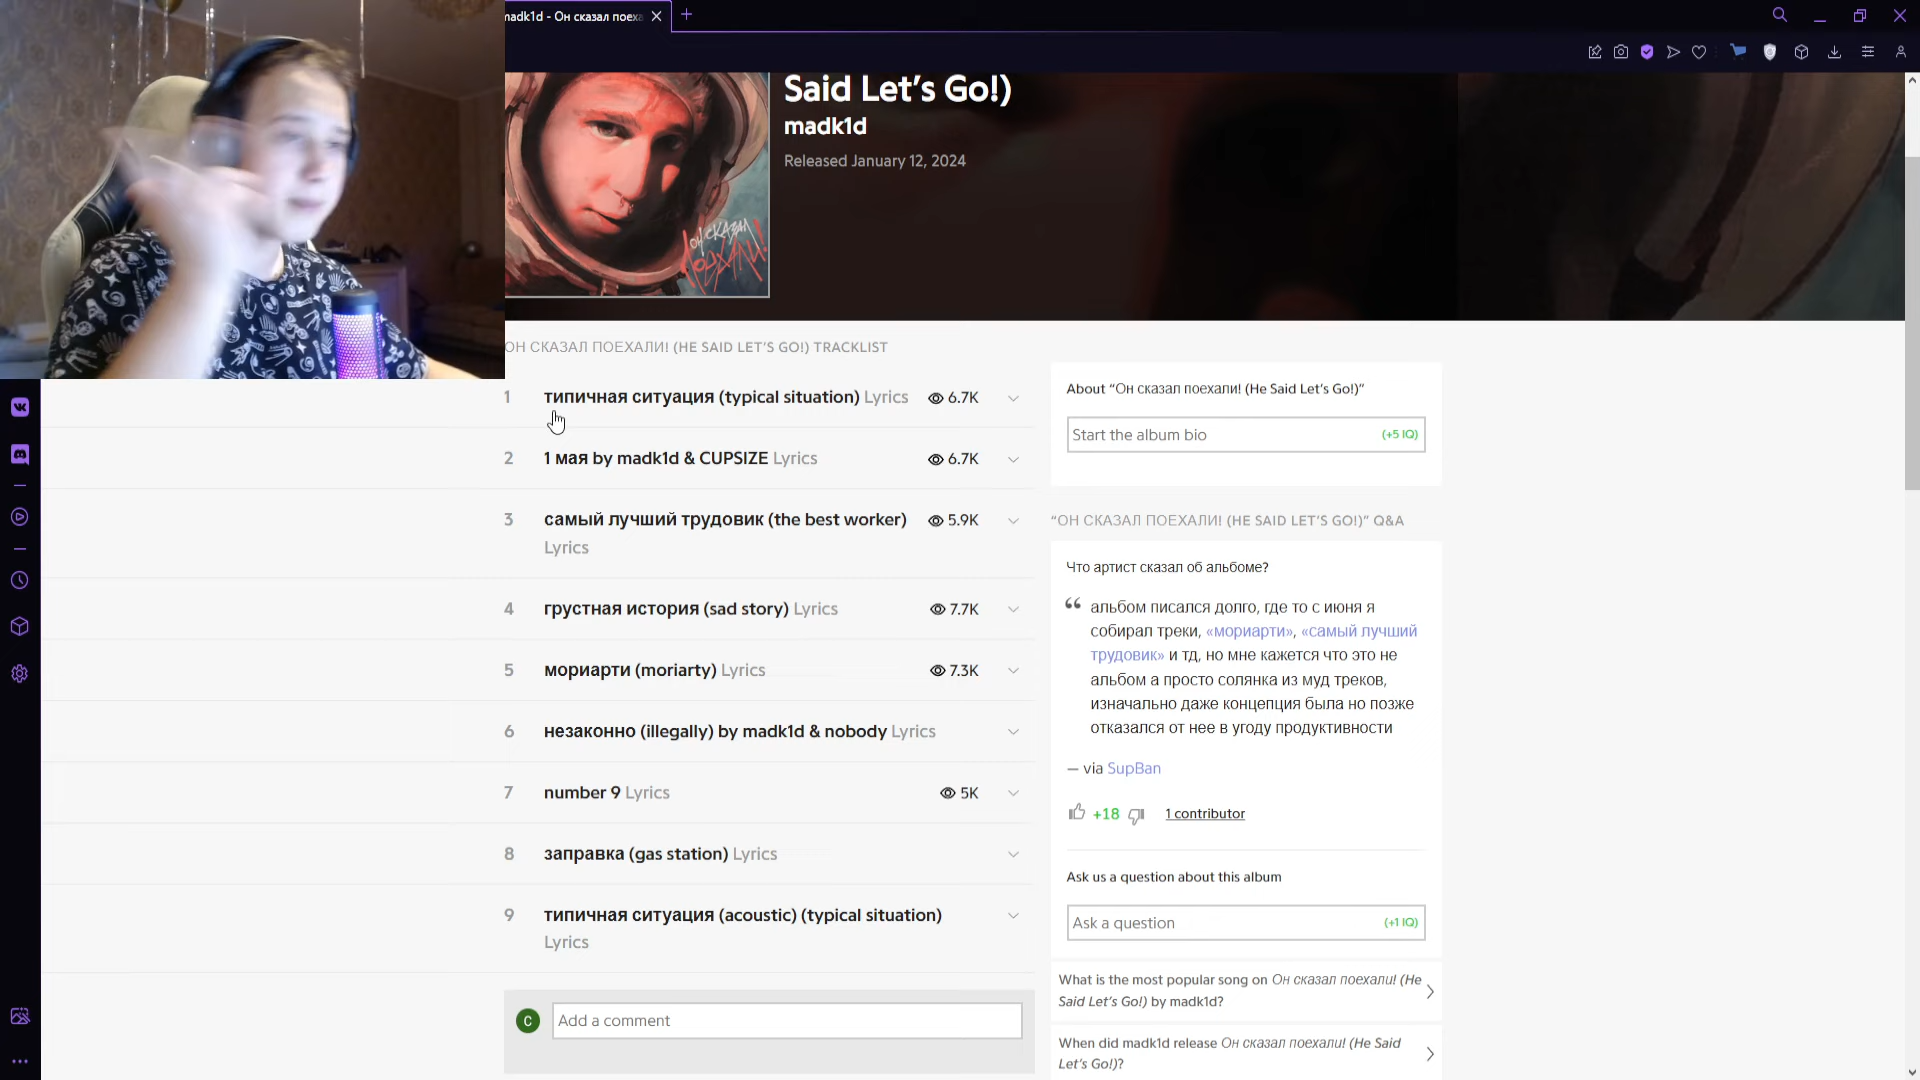 madk1d - Он сказал поеха
Said Let's Go!)
madk1d
Released January 12, 2024
ОН СКАЗАЛ ПОЕХАЛИ!
ОН СКАЗАЛ ПОЕХАЛИ! (HE SAID LET'S GO!) TRACKLIST
1 типичная ситуация (typical situation) Lyrics 6.7K
2 1 мая by madk1d & CUPSIZE Lyrics 6.7K
3 самый лучший трудовик (the best worker) 5.9K
Lyrics
4 грустная история (sad story) Lyrics 7.7K
5 мориарти (moriarty) Lyrics 7.3K
6 незаконно (illegally) by madk1d & nobody Lyrics
7 number 9 Lyrics 5K
8 заправка (gas station) Lyrics
9 типичная ситуация (acoustic) (typical situation)
Lyrics
C Add a comment
About “Он сказал поехали! (He Said Let's Go!)”
Start the album bio (+5 IQ)
“ОН СКАЗАЛ ПОЕХАЛИ! (HE SAID LET'S GO!)” Q&A
Что артист сказал об альбоме?
“ альбом писался долго, где то с июня я
собирал треки, «мориарти», «самый лучший
трудовик» и тд, но мне кажется что это не
альбом а просто солянка из муд треков,
изначально даже концепция была но позже
отказался от нее в угоду продуктивности
— via SupBan
+18 1 contributor
Ask us a question about this album
Ask a question (+1 IQ)
What is the most popular song on Он сказал поехали! (He
Said Let's Go!) by madk1d?
When did madk1d release Он сказал поехали! (He Said
Let's Go!)?